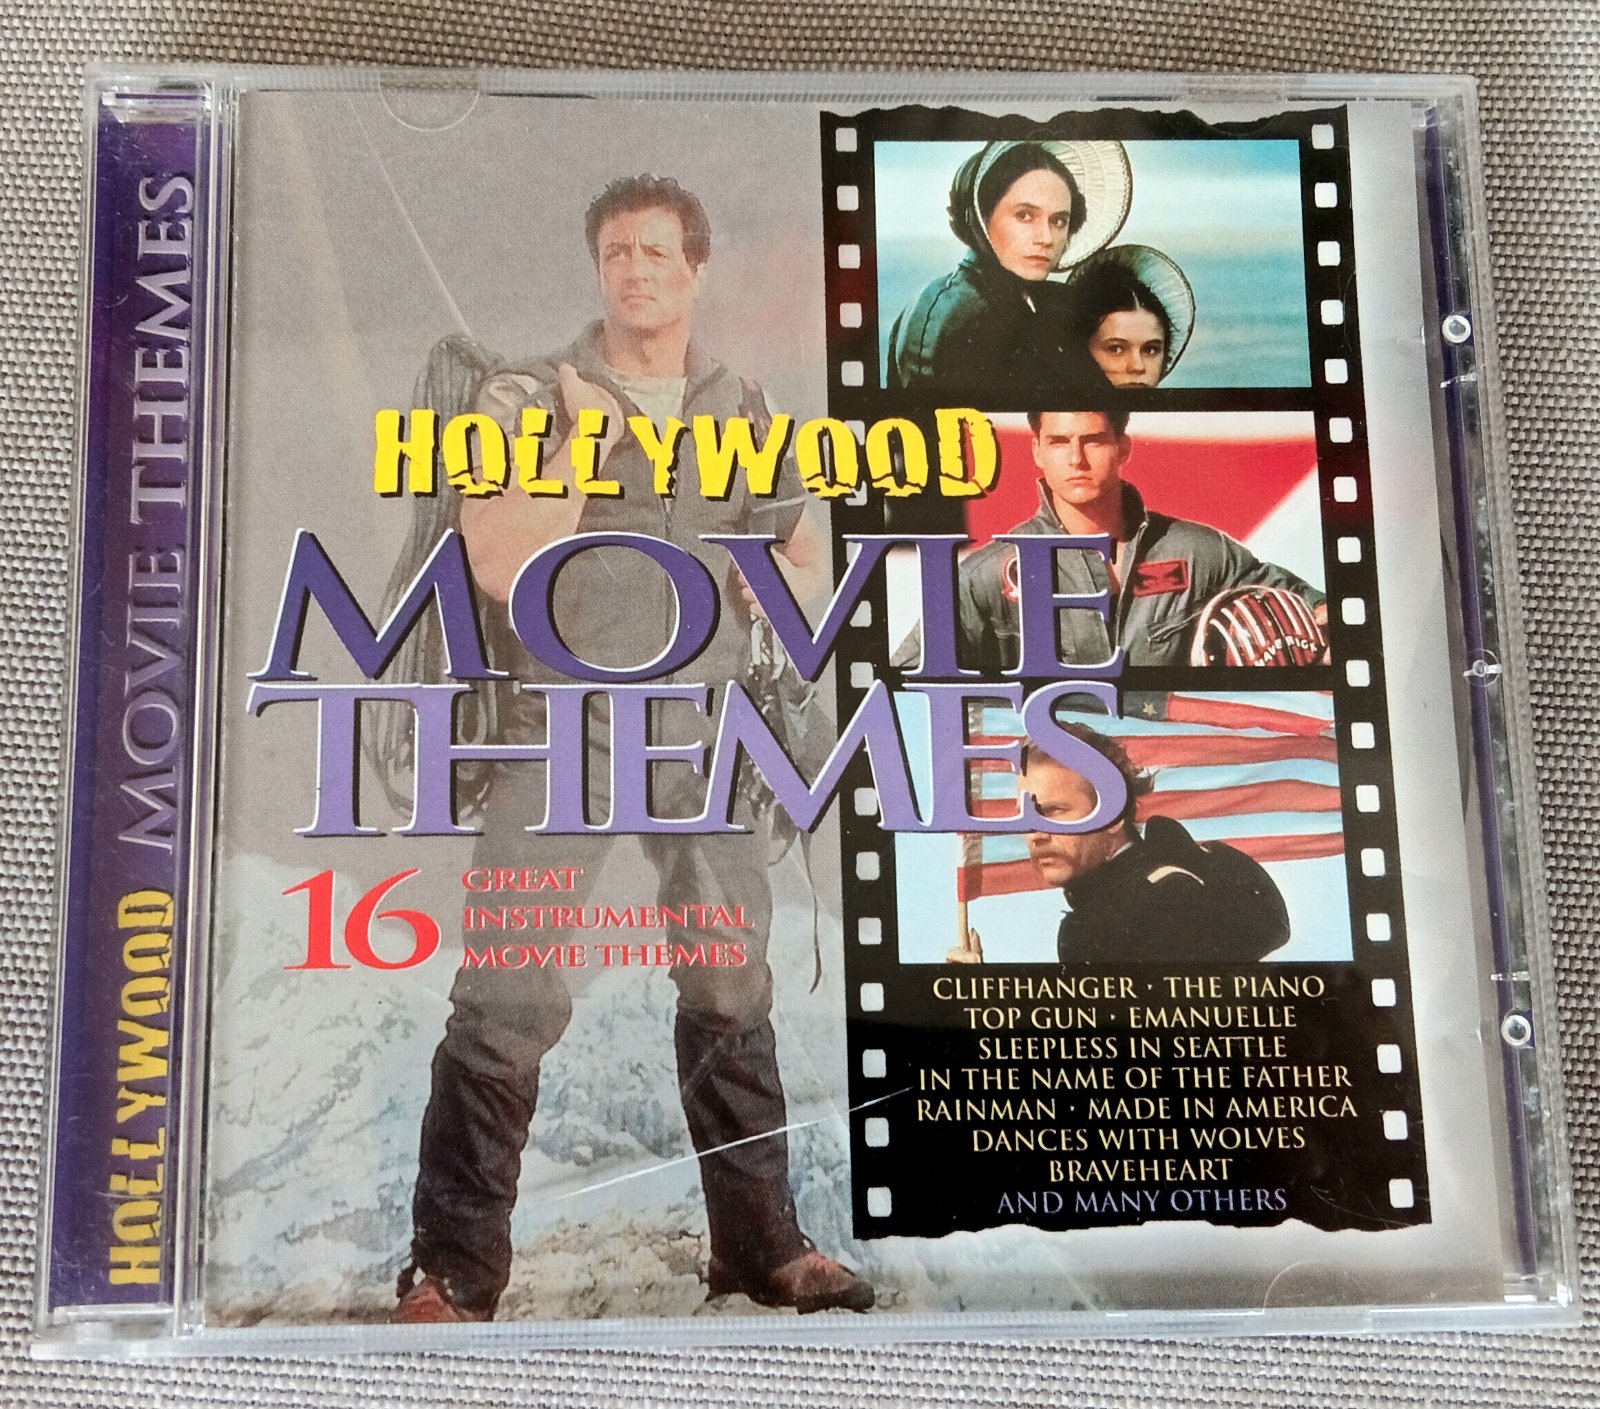 HOLLYWOOD MOVIE THEMES
HOLLYWOOD
MOVIE
THEMES
16 GREAT
INSTRUMENTAL
MOVIE THEMES
MAVERICK
CLIFFHANGER · THE PIANO
TOP GUN · EMANUELLE
SLEEPLESS IN SEATTLE
IN THE NAME OF THE FATHER
RAINMAN · MADE IN AMERICA
DANCES WITH WOLVES
BRAVEHEART
AND MANY OTHERS